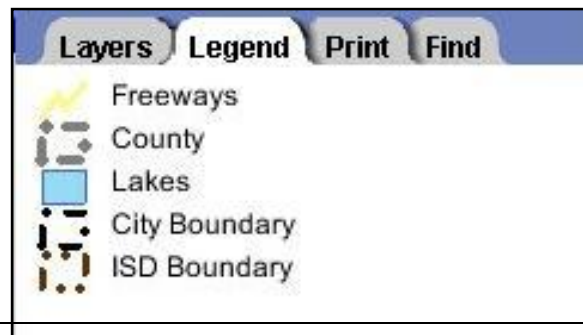 Layers Legend Print Find
Freeways
County
Lakes
City Boundary
ISD Boundary